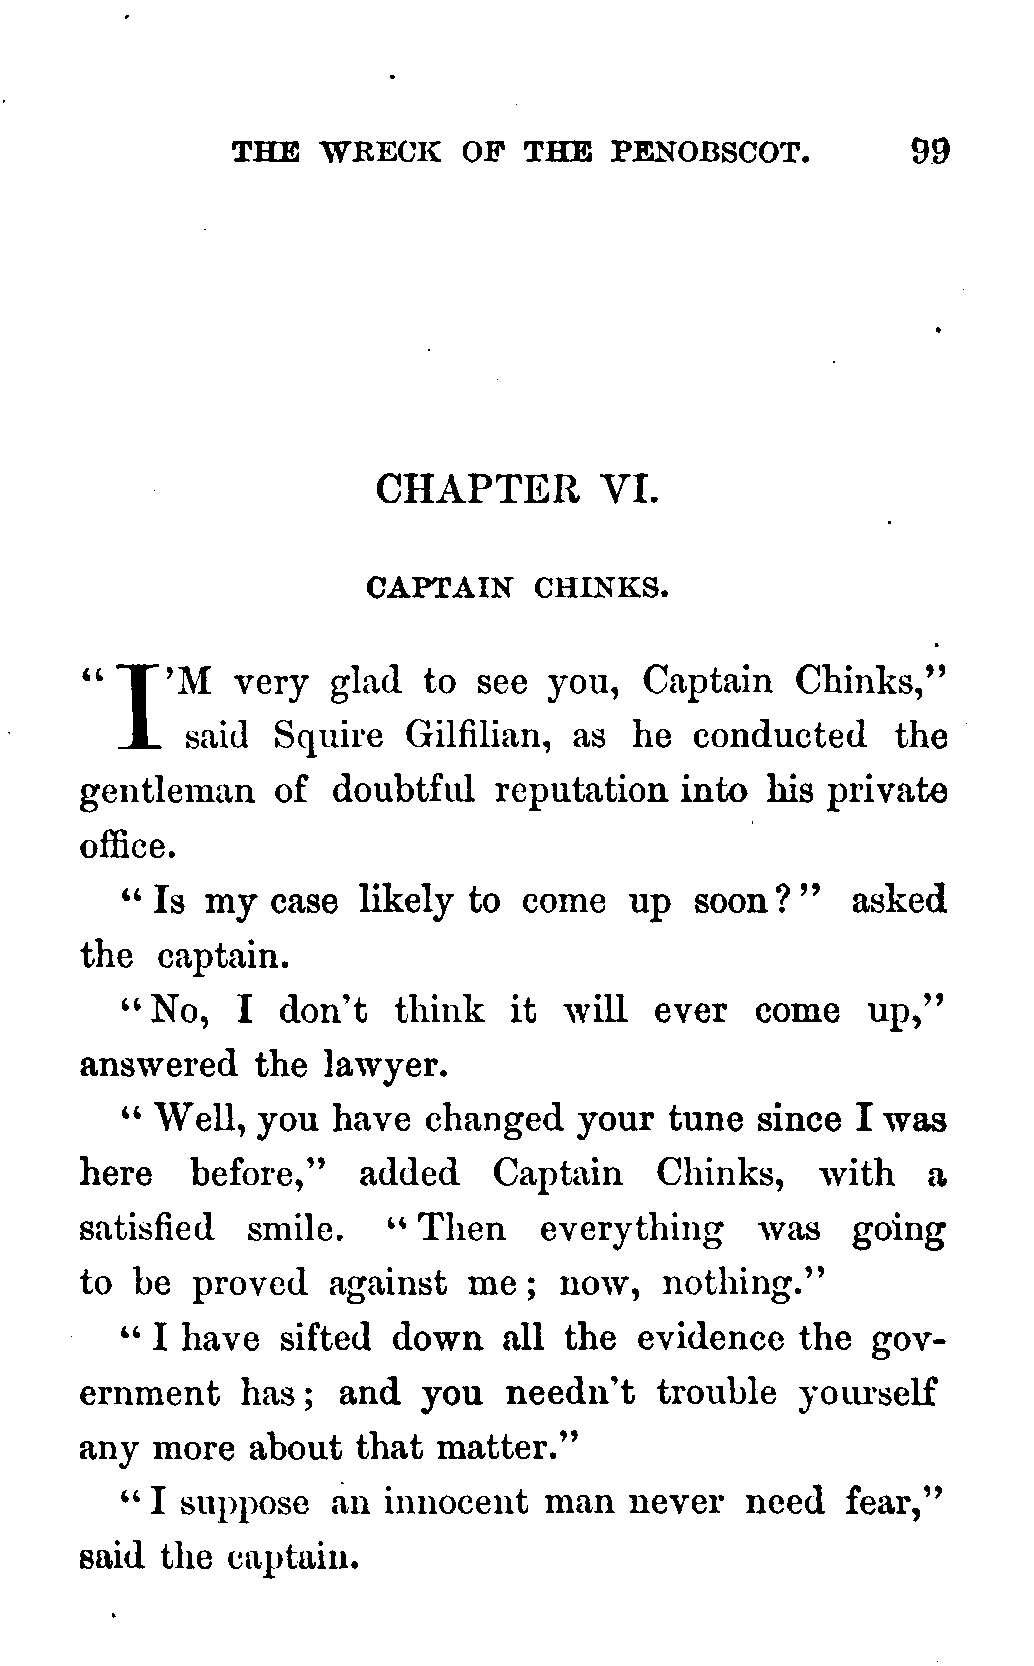 THE WRECK OF THE PENOBSCOT. 99
CHAPTER VI.
CAPTAIN CHINKS.
"I'M very glad to see you, Captain Chinks,"
said Squire Gilfilian, as he conducted the
gentleman of doubtful reputation into his private
office.
"Is my case likely to come up soon?" asked
the captain.
"No, I don't think it will ever come up,"
answered the lawyer.
"Well, you have changed your tune since I was
here before," added Captain Chinks, with a
satisfied smile. "Then everything was going
to be proved against me; now, nothing."
"I have sifted down all the evidence the gov-
ernment has; and you needn't trouble yourself
any more about that matter."
"I suppose an innocent man never need fear,"
said the captain.